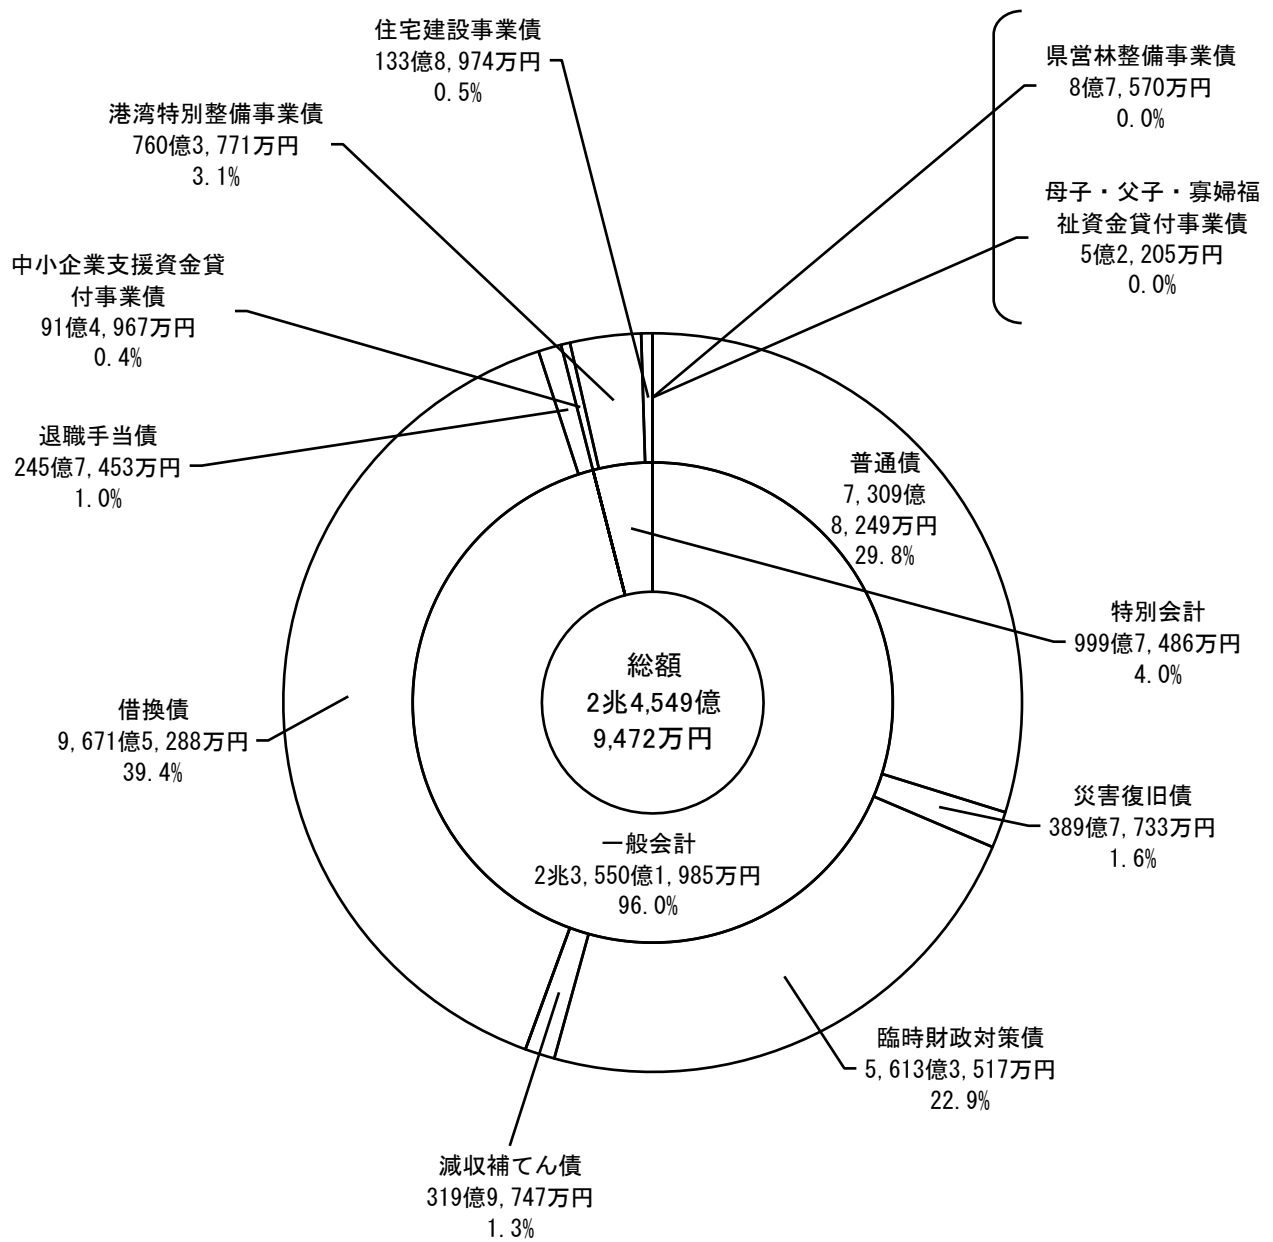 住宅建設事業債
133億8,974万円
0.5%
県営林整備事業債
8億7,570万円
0.0%
港湾特別整備事業債
760億3,771万円
3.1%
母子・父子・寡婦福
祉資金貸付事業債
5億2,205万円
0.0%
中小企業支援資金貸
付事業債
91億4,967万円
0.4%
退職手当債
245億7,453万円
1.0%
普通債
7,309億
8,249万円
29.8%
特別会計
999億7,486万円
4.0%
総額
2兆4,549億
9,472万円
借換債
9,671億5,288万円
39.4%
災害復旧債
389億7,733万円
1.6%
一般会計
2兆3,550億1,985万円
96.0%
臨時財政対策債
5,613億3,517万円
22.9%
減収補てん債
319億9,747万円
1.3%